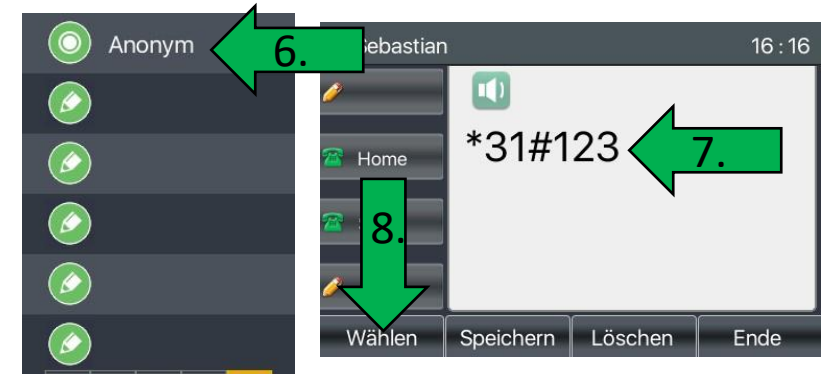 Anonym
6.
Sebastian
16:16
*31#123
7.
Home
8.
Wählen
Speichern
Löschen
Ende